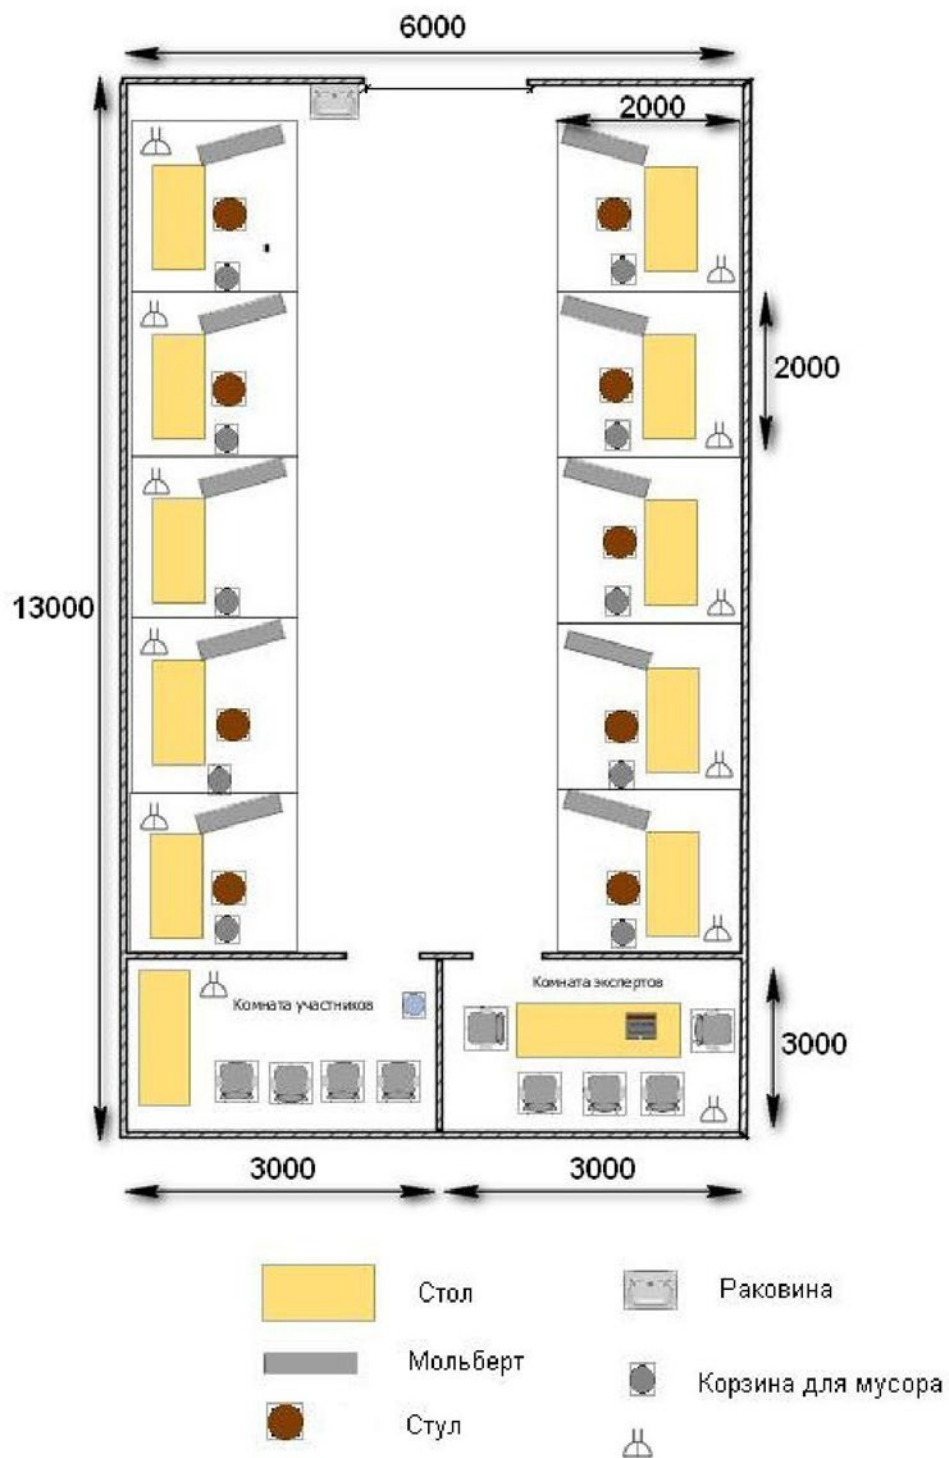 6000
2000
2000
13000
Комната участников
Комната экспертов
3000
3000
3000
Стол
Раковина
Мольберт
Корзина для мусора
Стул